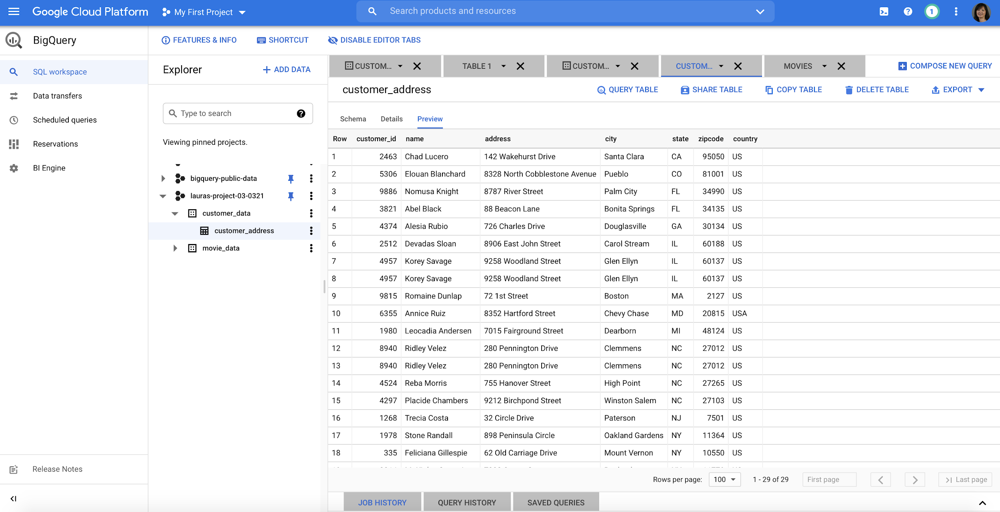 Google Cloud Platform My First Project Search products and resources 1
BigQuery FEATURES & INFO SHORTCUT DISABLE EDITOR TABS
SQL workspace
Data transfers
Scheduled queries
Reservations
BI Engine
Release Notes
Explorer ADD DATA
Type to search
Viewing pinned projects.
bigquery-public-data
lauras-project-03-0321
customer_data
customer_address
movie_data
CUSTOM... TABLE 1 CUSTOM... CUSTOM... MOVIES COMPOSE NEW QUERY
customer_address QUERY TABLE SHARE TABLE COPY TABLE DELETE TABLE EXPORT
Schema Details Preview
Row customer_id name address city state zipcode country
1 2463 Chad Lucero 142 Wakehurst Drive Santa Clara CA 95050 US
2 5306 Elouan Blanchard 8328 North Cobblestone Avenue Pueblo CO 81001 US
3 9886 Nomusa Knight 8787 River Street Palm City FL 34990 US
4 3821 Abel Black 88 Beacon Lane Bonita Springs FL 34135 US
5 4374 Alesia Rubio 726 Charles Drive Douglasville GA 30134 US
6 2512 Devadas Sloan 8906 East John Street Carol Stream IL 60188 US
7 4957 Korey Savage 9258 Woodland Street Glen Ellyn IL 60137 US
8 4957 Korey Savage 9258 Woodland Street Glen Ellyn IL 60137 US
9 9815 Romaine Dunlap 72 1st Street Boston MA 2127 US
10 6355 Annice Ruiz 8352 Hartford Street Chevy Chase MD 20815 USA
11 1980 Leocadia Andersen 7015 Fairground Street Dearborn MI 48124 US
12 8940 Ridley Velez 280 Pennington Drive Clemmens NC 27012 US
13 8940 Ridley Velez 280 Pennington Drive Clemmens NC 27012 US
14 4524 Reba Morris 755 Hanover Street High Point NC 27265 US
15 4297 Placide Chambers 9212 Birchpond Street Winston Salem NC 27103 US
16 1268 Trecia Costa 32 Circle Drive Paterson NJ 7501 US
17 1978 Stone Randall 898 Peninsula Circle Oakland Gardens NY 11364 US
18 335 Feliciana Gillespie 62 Old Carriage Drive Mount Vernon NY 10550 US
Rows per page: 100 1 - 29 of 29 First page Last page
JOB HISTORY QUERY HISTORY SAVED QUERIES